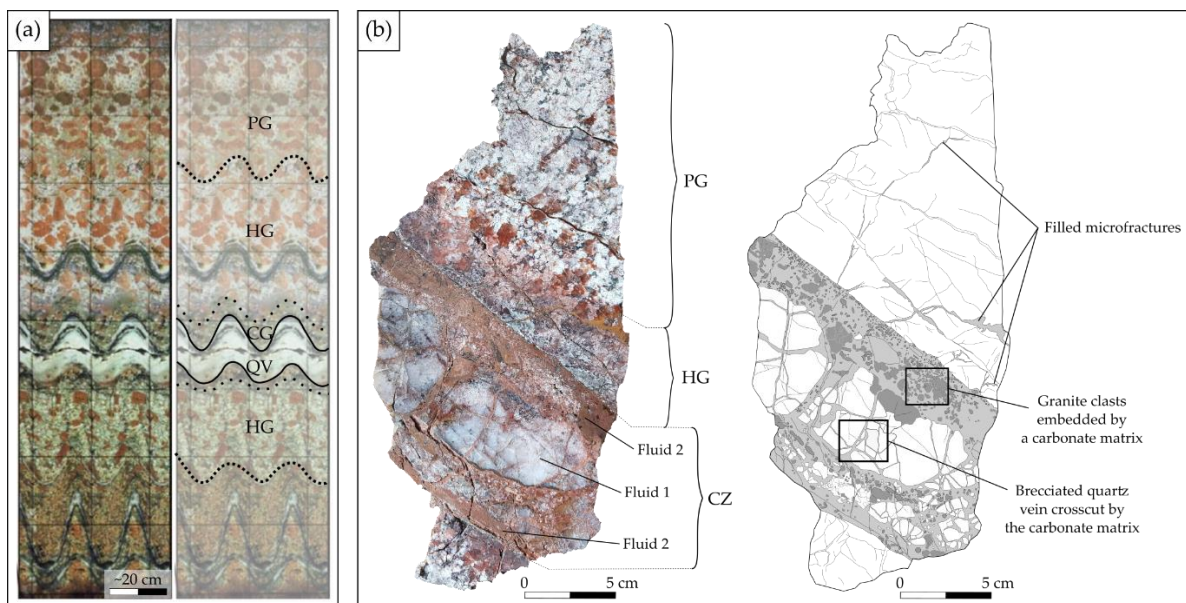 (a)
PG
HG
CG
QV
HG
~20 cm
(b)
PG
HG
CZ
Fluid 2
Fluid 1
Fluid 2
0 5 cm
Filled microfractures
Granite clasts
embedded by
a carbonate matrix
Brecciated quartz
vein crosscut by
the carbonate matrix
0 5 cm